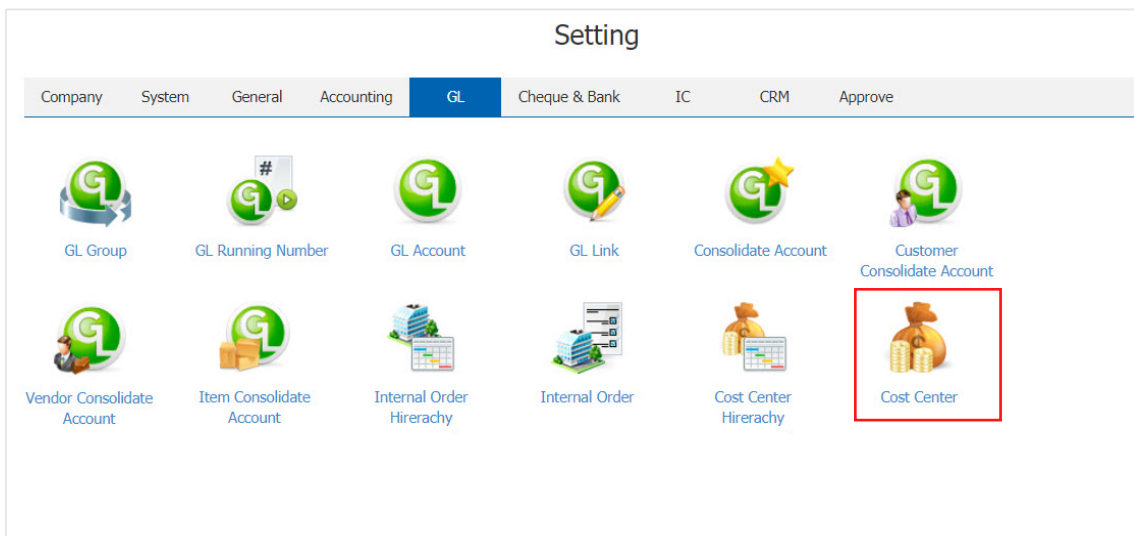 Setting
Company System General Accounting GL Cheque & Bank IC CRM Approve
GL Group GL Running Number GL Account GL Link Consolidate Account Customer
Consolidate Account
Vendor Consolidate Item Consolidate Internal Order Internal Order Cost Center Cost Center
Account Account Hirerachy Hirerachy